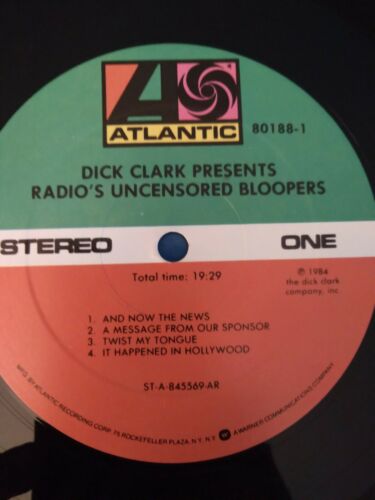 ATLANTIC
80188-1
DICK CLARK PRESENTS
RADIO'S UNCENSORED BLOOPERS
STEREO
ONE
Total time: 19:29
℗ 1984
the dick clark
company, inc.
1. AND NOW THE NEWS
2. A MESSAGE FROM OUR SPONSOR
3. TWIST MY TONGUE
4. IT HAPPENED IN HOLLYWOOD
ST-A-845569-AR
MFG. BY ATLANTIC RECORDING CORP. 75 ROCKEFELLER PLAZA, N.Y., N.Y. A WARNER COMMUNICATIONS COMPANY